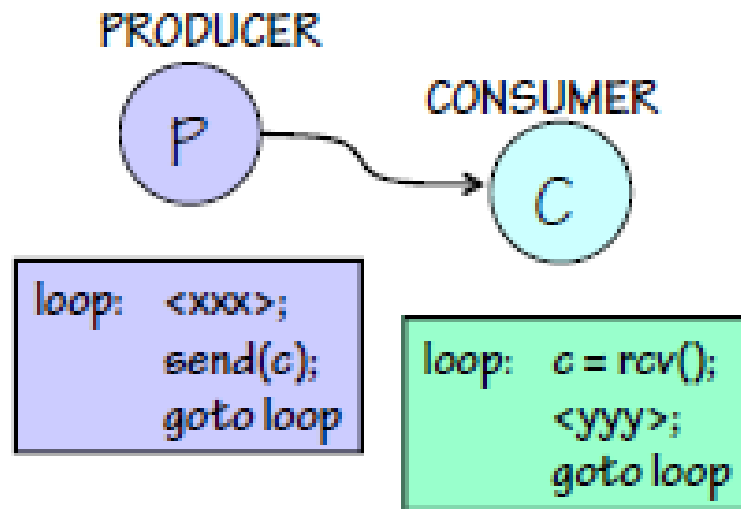 PRODUCER
P
CONSUMER
C
loop: <xxx>;
send(c);
goto loop
loop: c = rcv();
<yyy>;
goto loop